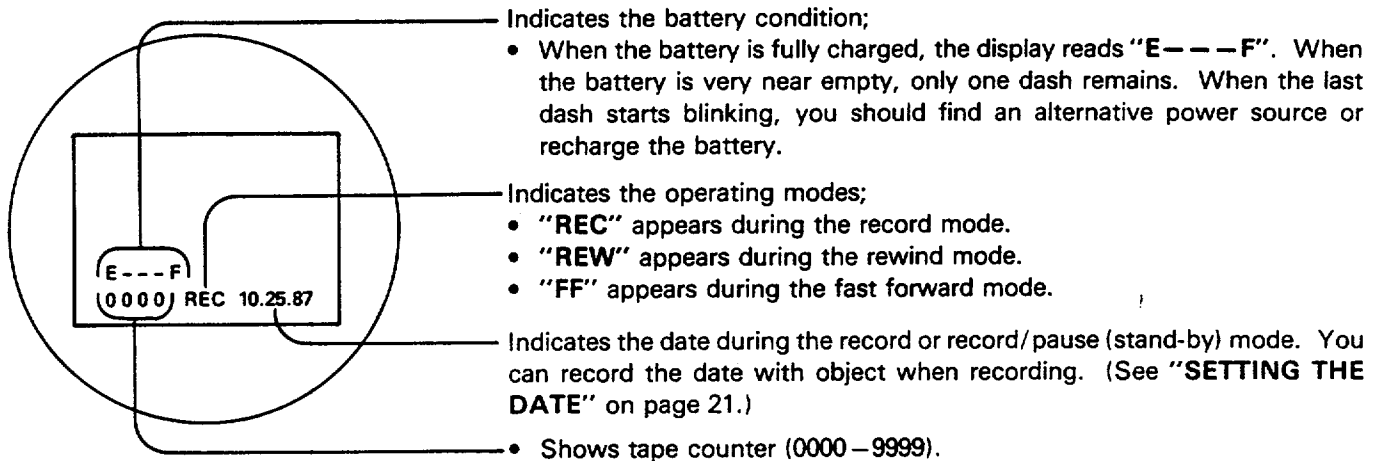 Indicates the battery condition;
• When the battery is fully charged, the display reads "E– – –F". When
the battery is very near empty, only one dash remains. When the last
dash starts blinking, you should find an alternative power source or
recharge the battery.
Indicates the operating modes;
• "REC" appears during the record mode.
• "REW" appears during the rewind mode.
• "FF" appears during the fast forward mode.
Indicates the date during the record or record/pause (stand-by) mode. You
can record the date with object when recording. (See "SETTING THE
DATE" on page 21.)
• Shows tape counter (0000–9999).
E---F
0000 REC 10.25.87